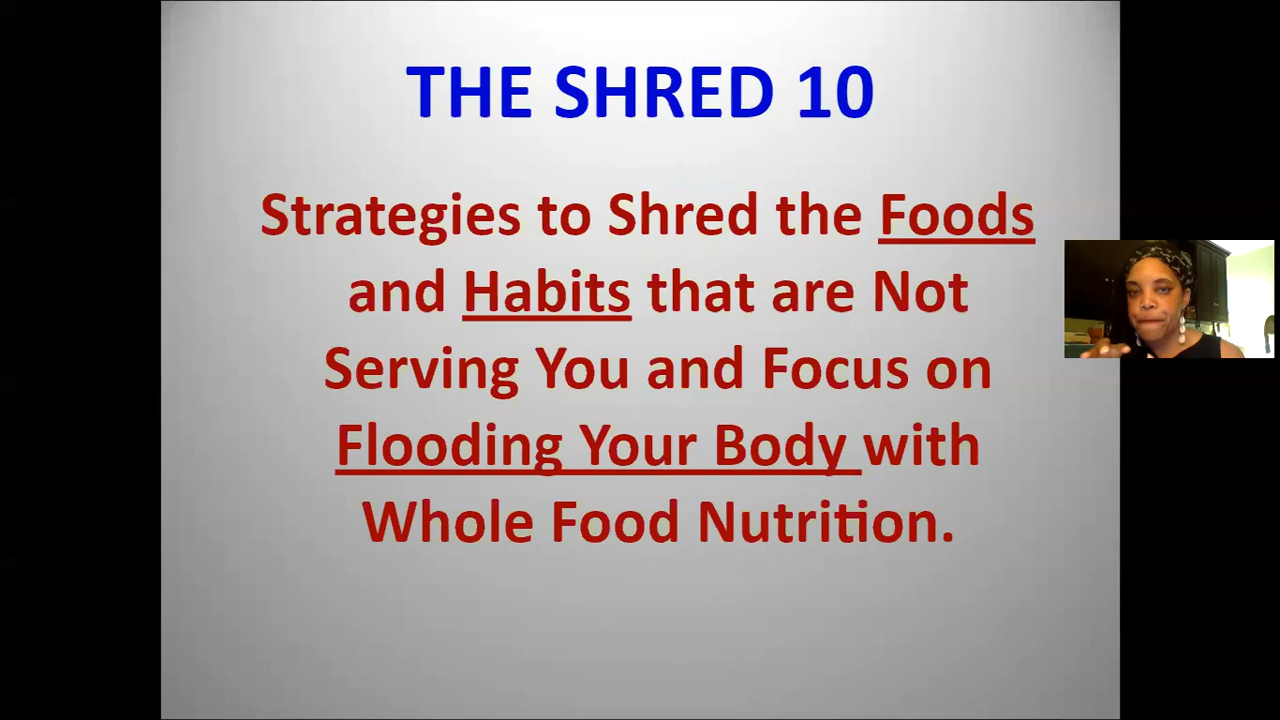 THE SHRED 10
Strategies to Shred the Foods
and Habits that are Not
Serving You and Focus on
Flooding Your Body with
Whole Food Nutrition.